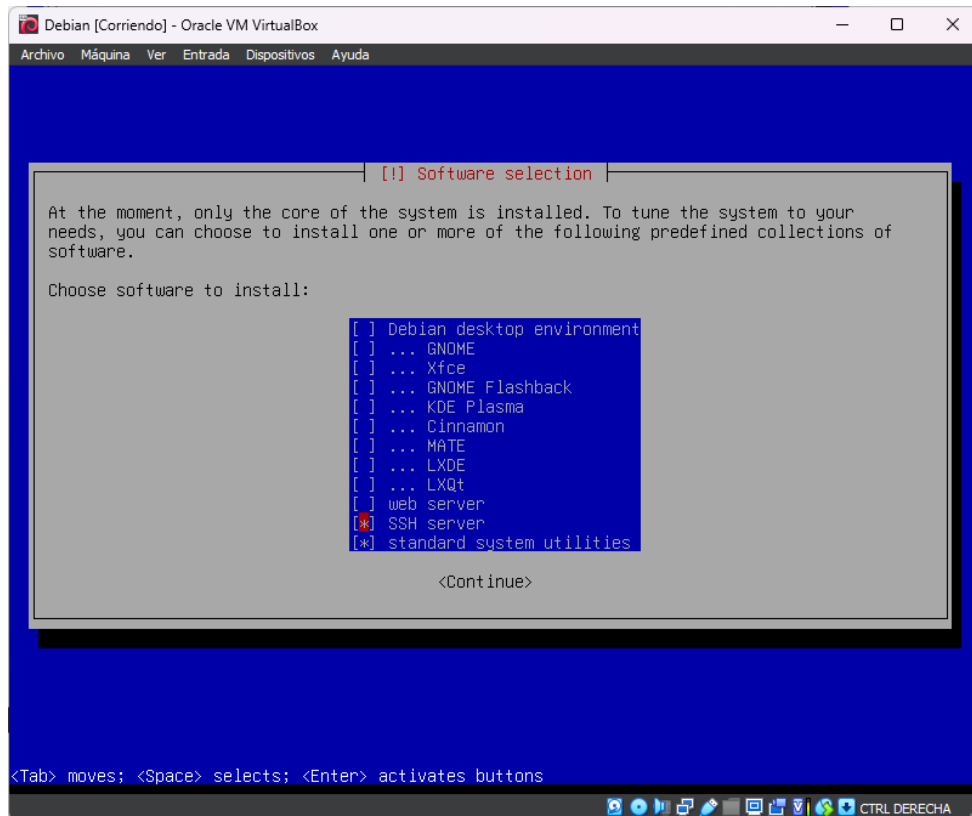 Debian [Corriendo] - Oracle VM VirtualBox
Archivo Máquina Ver Entrada Dispositivos Ayuda
[!] Software selection
At the moment, only the core of the system is installed. To tune the system to your
needs, you can choose to install one or more of the following predefined collections of
software.
Choose software to install:
[ ] Debian desktop environment
[ ] ... GNOME
[ ] ... Xfce
[ ] ... GNOME Flashback
[ ] ... KDE Plasma
[ ] ... Cinnamon
[ ] ... MATE
[ ] ... LXDE
[ ] ... LXQt
[ ] web server
[*] SSH server
[*] standard system utilities
<Continue>
<Tab> moves; <Space> selects; <Enter> activates buttons
CTRL DERECHA